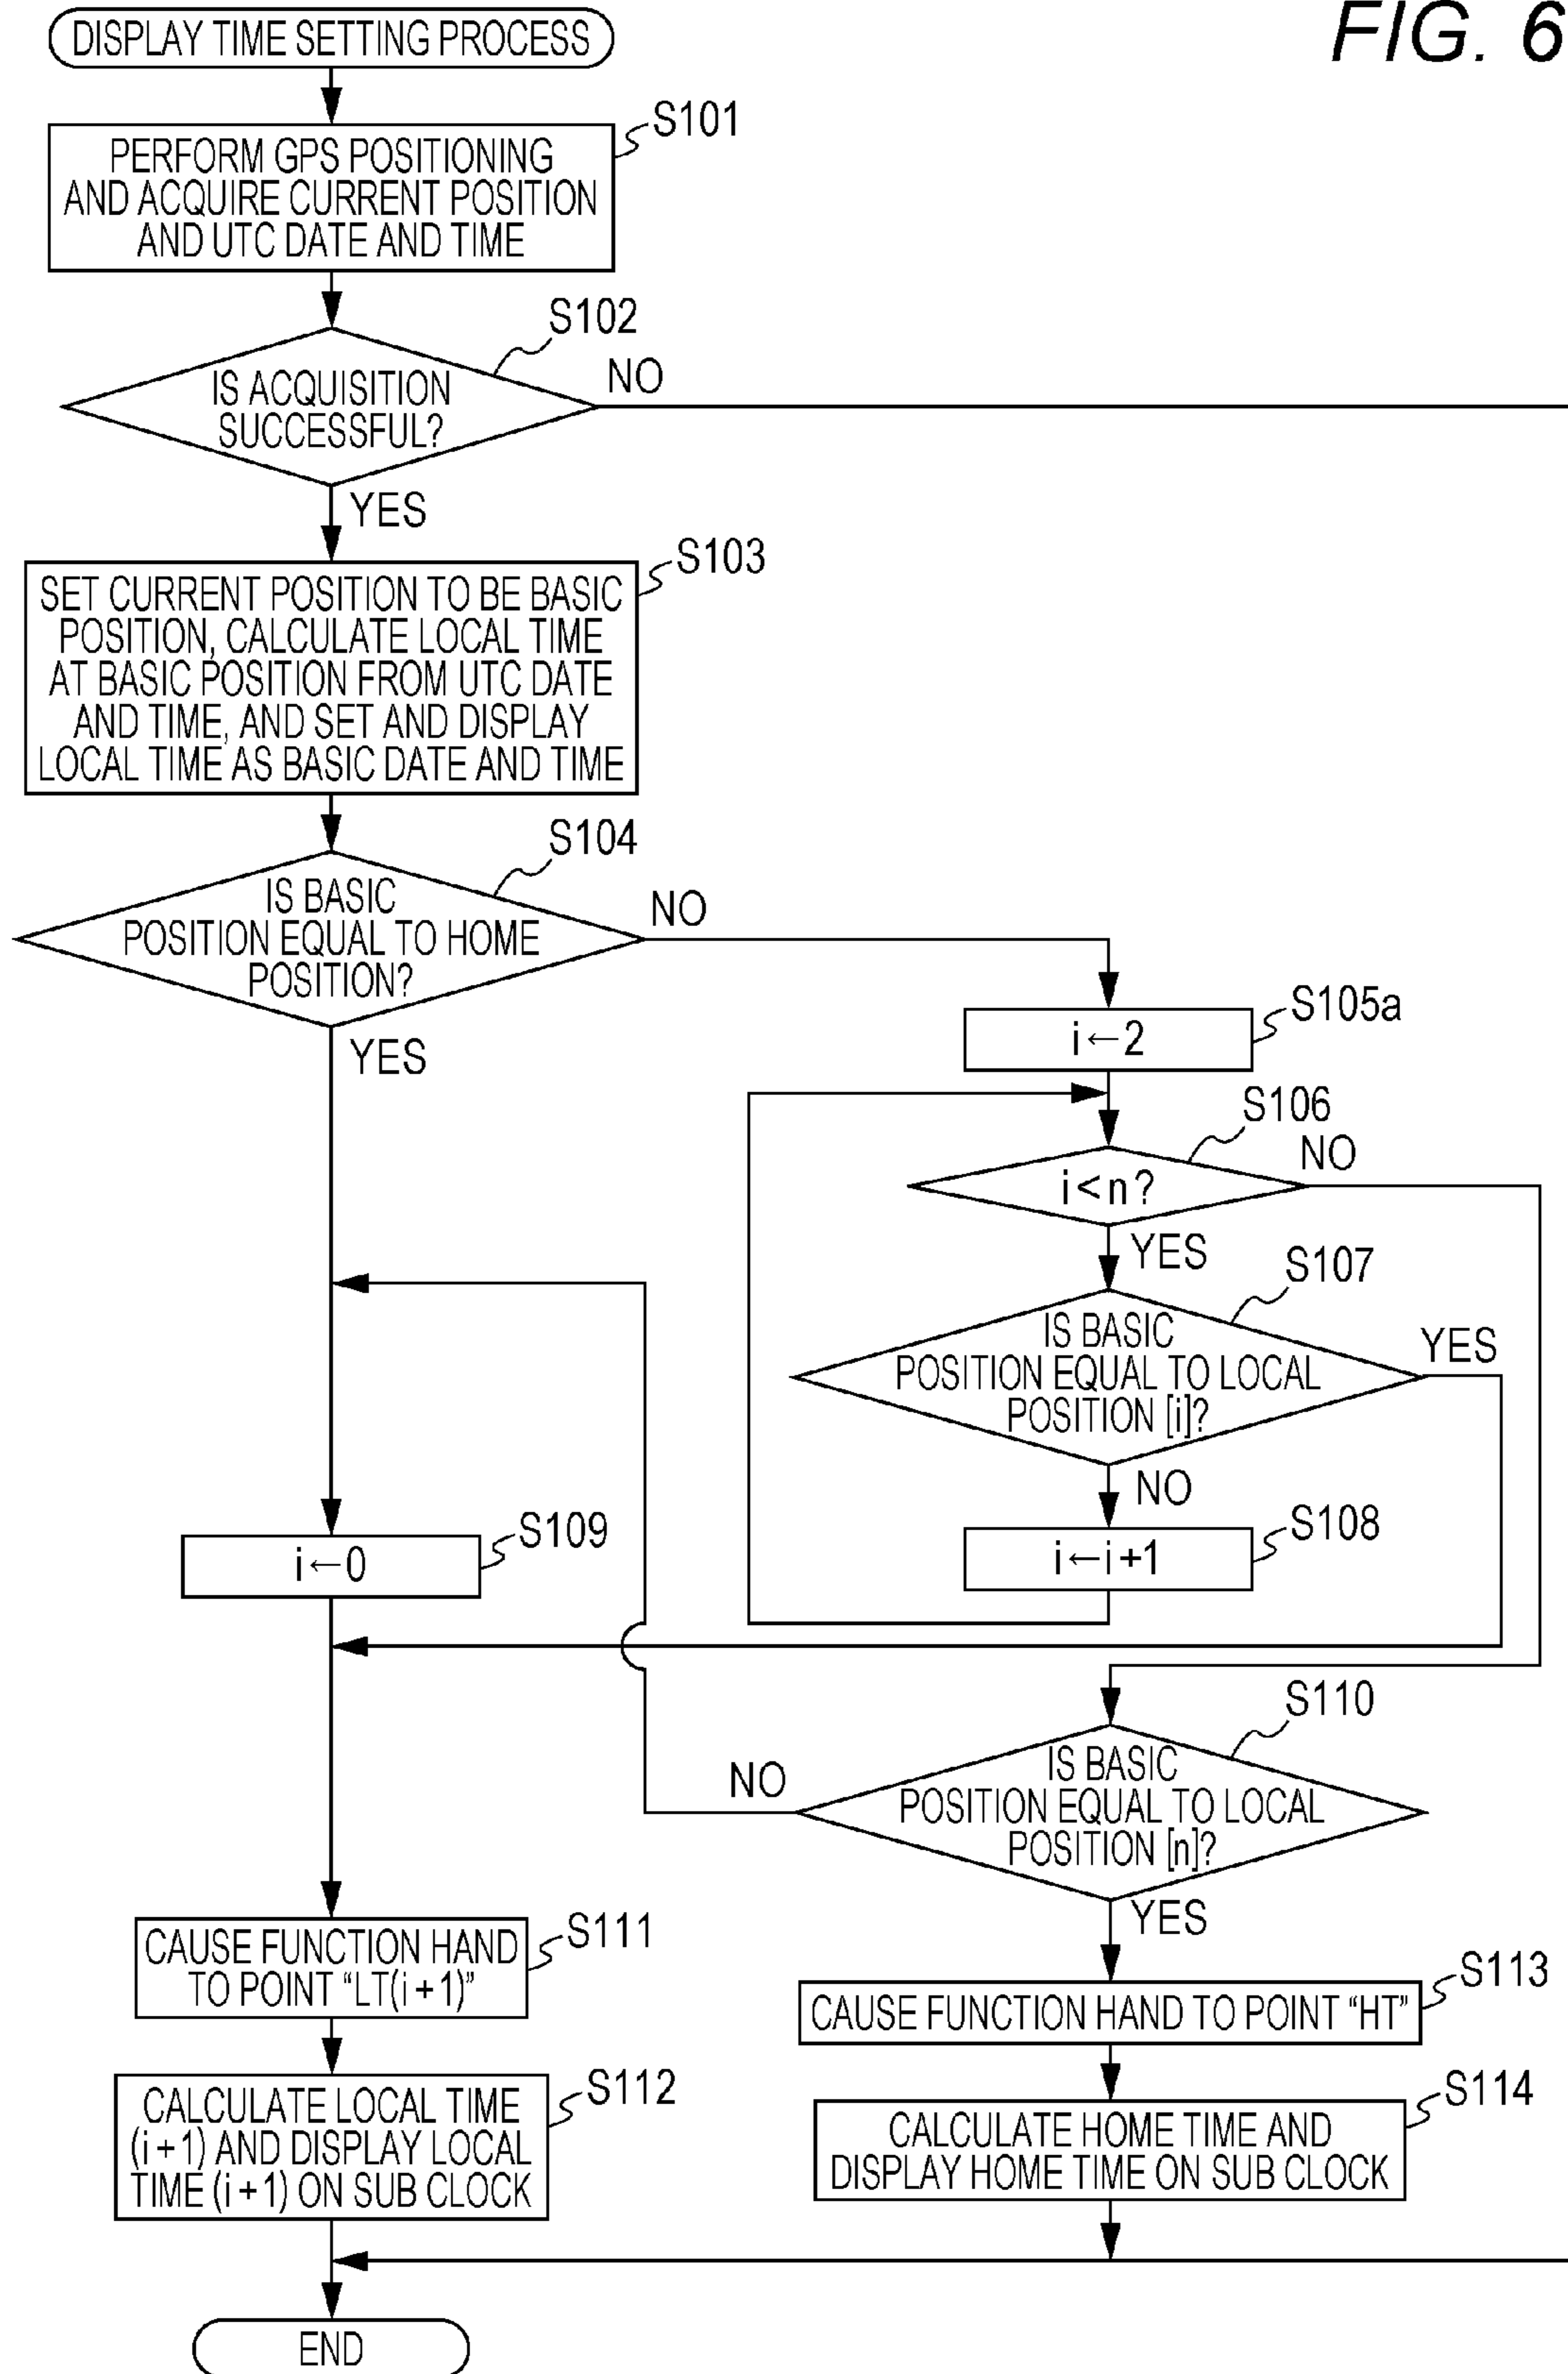 FIG. 6
DISPLAY TIME SETTING PROCESS
S101
PERFORM GPS POSITIONING
AND ACQUIRE CURRENT POSITION
AND UTC DATE AND TIME
S102
IS ACQUISITION
SUCCESSFUL?
NO
YES
S103
SET CURRENT POSITION TO BE BASIC
POSITION, CALCULATE LOCAL TIME
AT BASIC POSITION FROM UTC DATE
AND TIME, AND SET AND DISPLAY
LOCAL TIME AS BASIC DATE AND TIME
S104
IS BASIC
POSITION EQUAL TO HOME
POSITION?
NO
YES
S105a
i←2
S106
i<n?
NO
YES
S107
IS BASIC
POSITION EQUAL TO LOCAL
POSITION [i]?
YES
NO
S108
i←i+1
S109
i←0
S110
IS BASIC
POSITION EQUAL TO LOCAL
POSITION [n]?
NO
YES
S111
CAUSE FUNCTION HAND
TO POINT “LT(i+1)”
S112
CALCULATE LOCAL TIME
(i+1) AND DISPLAY LOCAL
TIME (i+1) ON SUB CLOCK
S113
CAUSE FUNCTION HAND TO POINT “HT”
S114
CALCULATE HOME TIME AND
DISPLAY HOME TIME ON SUB CLOCK
END